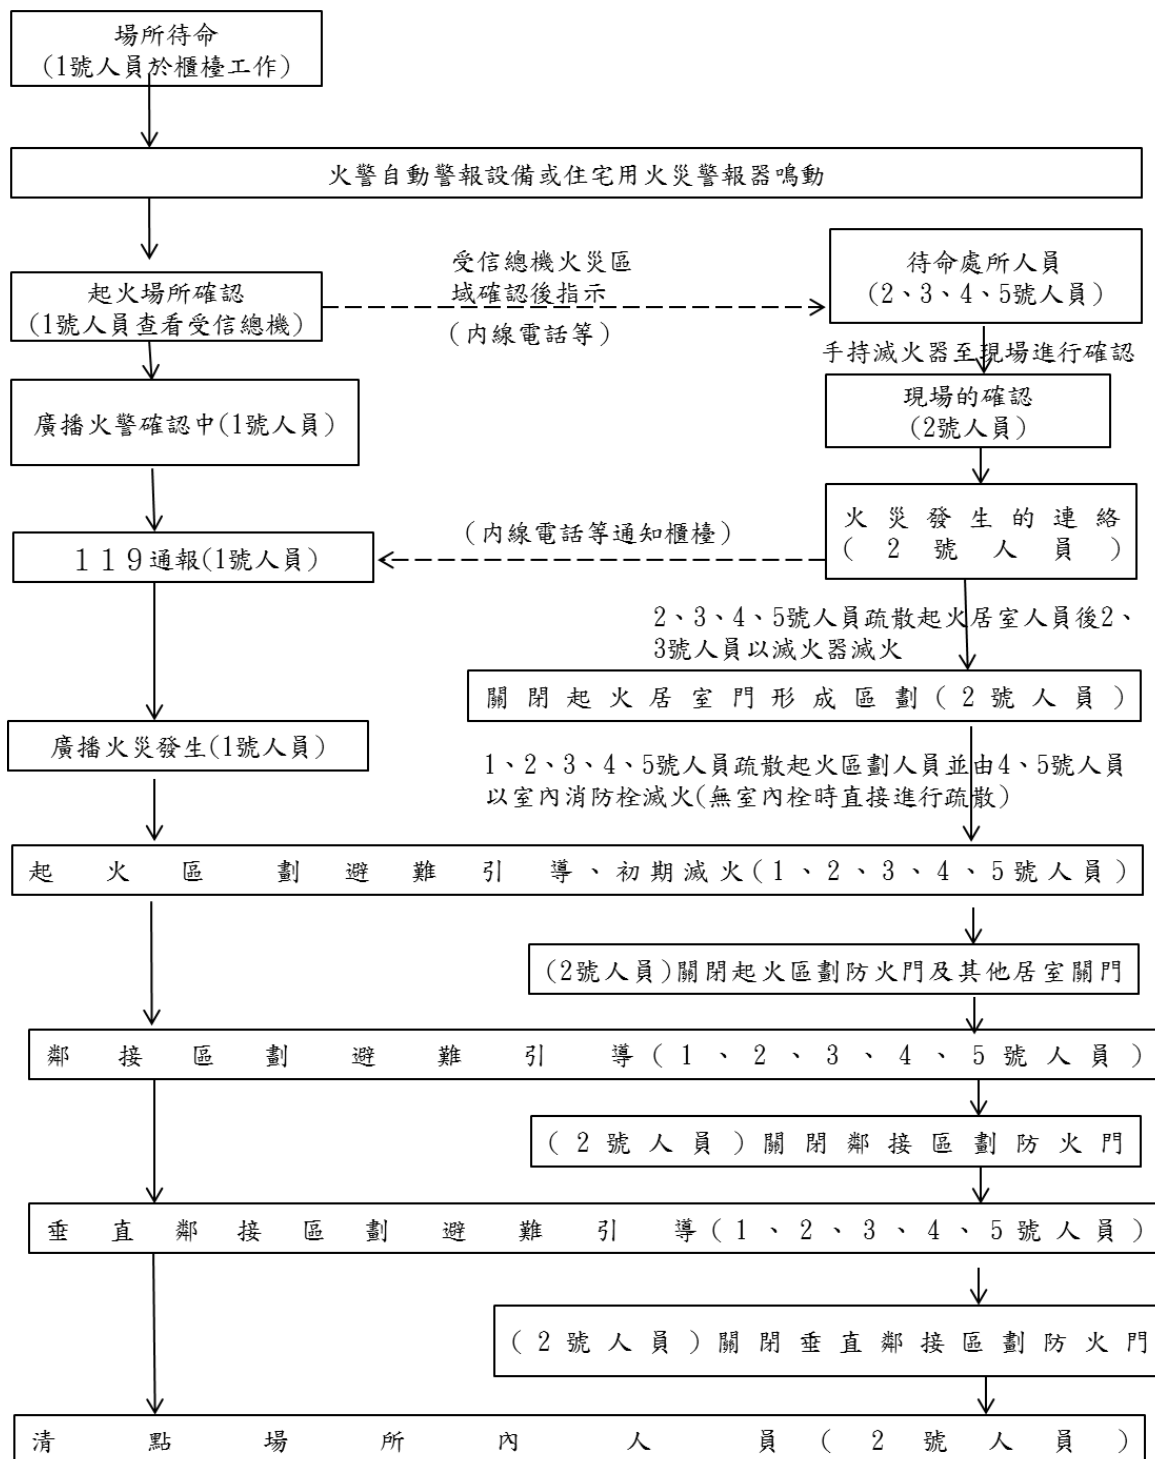 場所待命
(1號人員於櫃檯工作)
火警自動警報設備或住宅用火災警報器鳴動
受信總機火災區
域確認後指示
(內線電話等)
待命處所人員
(2、3、4、5號人員)
起火場所確認
(1號人員查看受信總機)
手持滅火器至現場進行確認
廣播火警確認中(1號人員)
現場的確認
(2號人員)
火災發生的連絡
(2號人員)
(內線電話等通知櫃檯)
119通報(1號人員)
2、3、4、5號人員疏散起火居室人員後2、
3號人員以滅火器滅火
關閉起火居室門形成區劃(2號人員)
廣播火災發生(1號人員)
1、2、3、4、5號人員疏散起火區劃人員並由4、5號人員
以室內消防栓滅火(無室內栓時直接進行疏散)
起火區劃避難引導、初期滅火(1、2、3、4、5號人員)
(2號人員)關閉起火區劃防火門及其他居室關門
鄰接區劃避難引導(1、2、3、4、5號人員)
(2號人員)關閉鄰接區劃防火門
垂直鄰接區劃避難引導(1、2、3、4、5號人員)
(2號人員)關閉垂直鄰接區劃防火門
清點場所內人員(2號人員)